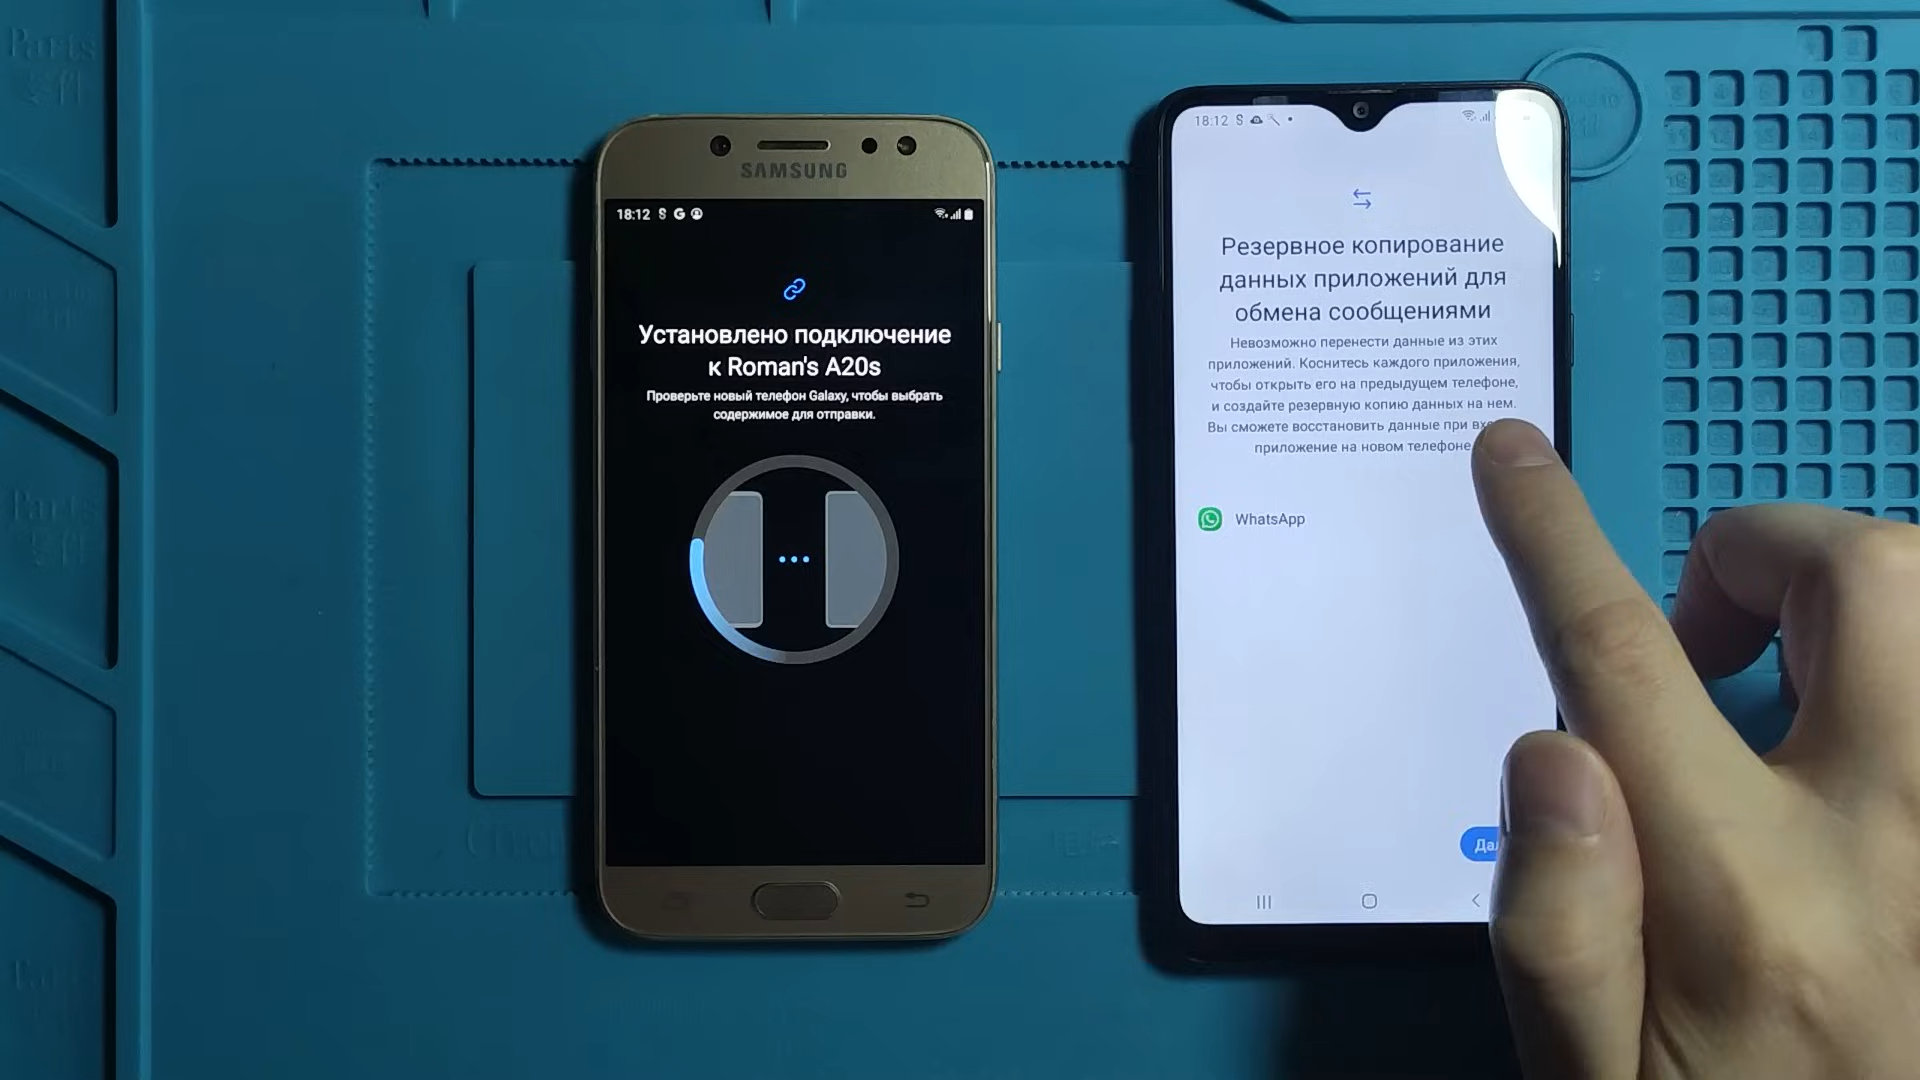 Parts
Parts
SAMSUNG
18:12
Установлено подключение
к Roman's A20s
Проверьте новый телефон Galaxy, чтобы выбрать
содержимое для отправки.
18:12
Резервное копирование
данных приложений для
обмена сообщениями
Невозможно перенести данные из этих
приложений. Коснитесь каждого приложения,
чтобы открыть его на предыдущем телефоне,
и создайте резервную копию данных на нем.
Вы сможете восстановить данные при
приложение на новом телефоне
WhatsApp